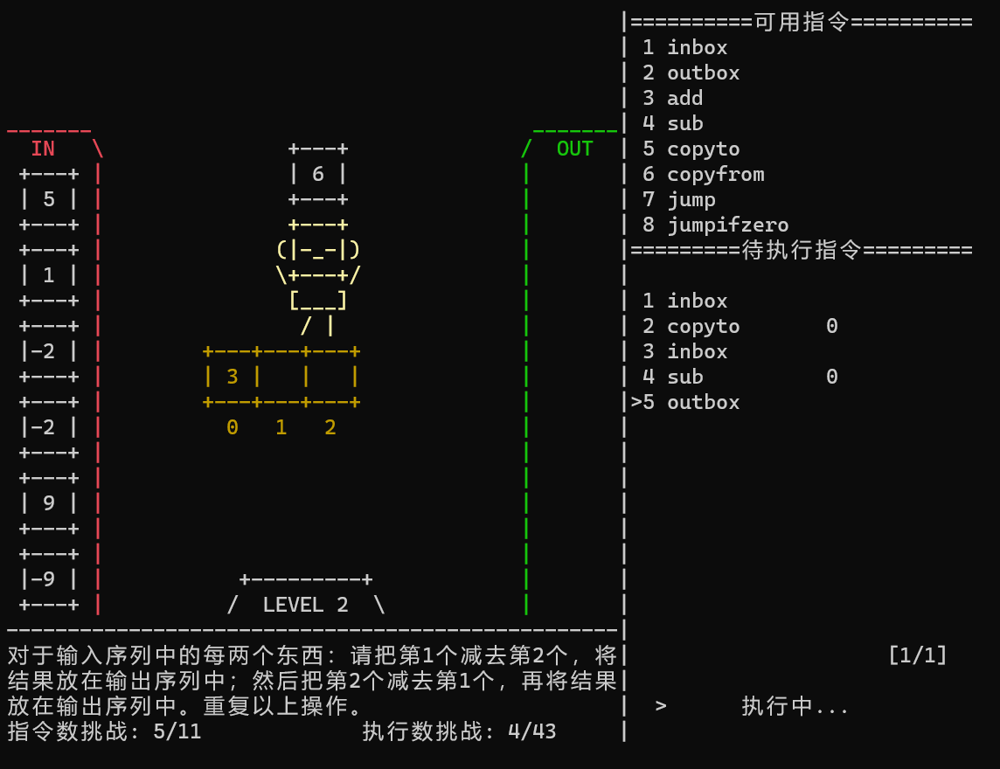 ==========可用指令==========
1 inbox
2 outbox
3 add
4 sub
5 copyto
6 copyfrom
7 jump
8 jumpifzero
=========待执行指令=========
1 inbox
2 copyto 0
3 inbox
4 sub 0
>5 outbox
[1/1]
> 执行中...
IN
5
1
-2
-2
9
-9
6
(|-_-|)
3
0 1 2
OUT
LEVEL 2
对于输入序列中的每两个东西: 请把第1个减去第2个, 将
结果放在输出序列中; 然后把第2个减去第1个, 再将结果
放在输出序列中。重复以上操作。
指令数挑战: 5/11 执行数挑战: 4/43